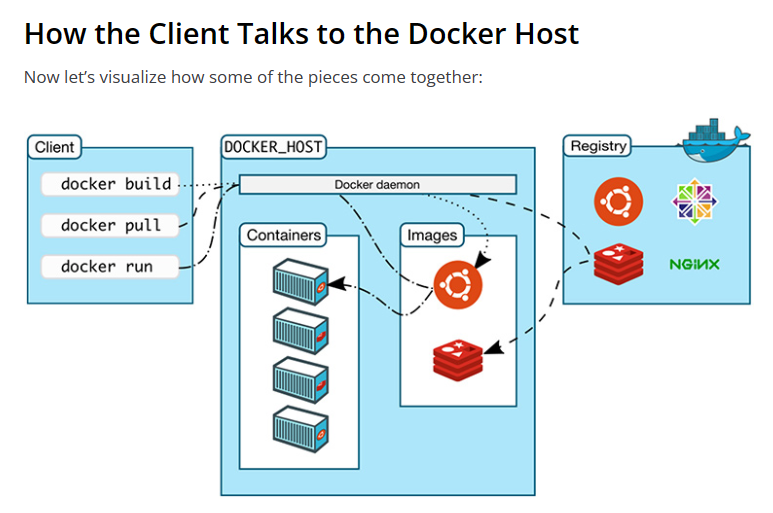 How the Client Talks to the Docker Host
Now let’s visualize how some of the pieces come together:
Client
DOCKER_HOST
Registry
docker build
Docker daemon
docker pull
Containers
Images
docker run
NGiNX